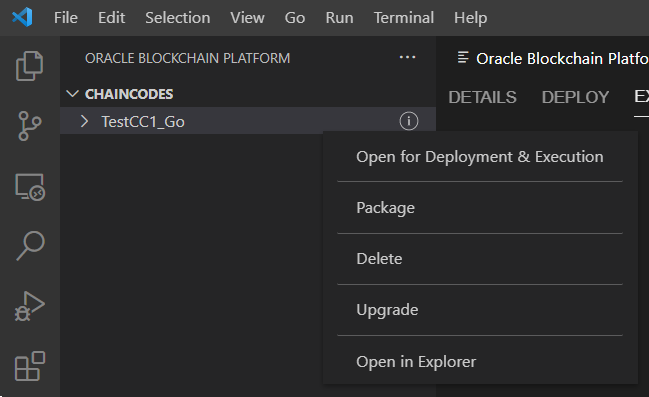 File Edit Selection View Go Run Terminal Help
ORACLE BLOCKCHAIN PLATFORM
Oracle Blockchain Platfo
CHAINCODES
DETAILS DEPLOY EX
TestCC1_Go
Open for Deployment & Execution
Package
Delete
Upgrade
Open in Explorer